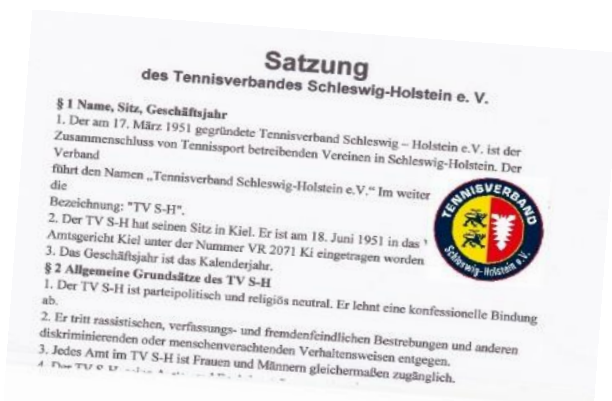 Satzung
des Tennisverbandes Schleswig-Holstein e. V.
§ 1 Name, Sitz, Geschäftsjahr
1. Der am 17. März 1951 gegründete Tennisverband Schleswig – Holstein e.V. ist der
Zusammenschluss von Tennissport betreibenden Vereinen in Schleswig-Holstein. Der
Verband
führt den Namen „Tennisverband Schleswig-Holstein e.V.“ Im weiter
die
Bezeichnung: "TV S-H".
2. Der TV S-H hat seinen Sitz in Kiel. Er ist am 18. Juni 1951 in das
Amtsgericht Kiel unter der Nummer VR 2071 Ki eingetragen worden
3. Das Geschäftsjahr ist das Kalenderjahr.
TENNISVERBAND
Schleswig-Holstein e.V.
§ 2 Allgemeine Grundsätze des TV S-H
1. Der TV S-H ist parteipolitisch und religiös neutral. Er lehnt eine konfessionelle Bindung
ab.
2. Er tritt rassistischen, verfassungs- und fremdenfeindlichen Bestrebungen und anderen
diskriminierenden oder menschenverachtenden Verhaltensweisen entgegen.
3. Jedes Amt im TV S-H ist Frauen und Männern gleichermaßen zugänglich.